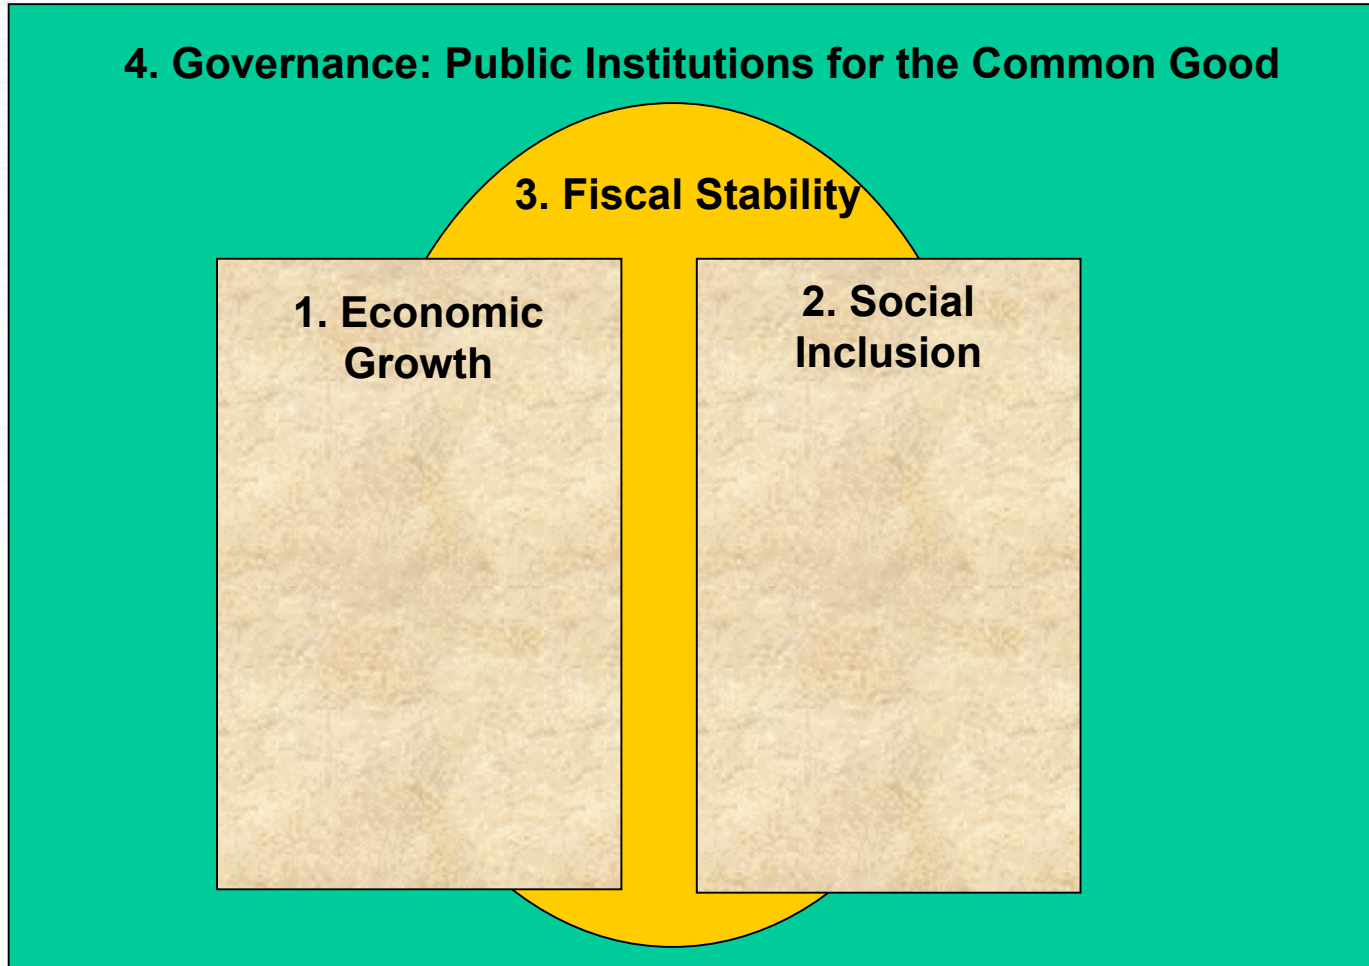 4. Governance: Public Institutions for the Common Good
3. Fiscal Stability
1. Economic
Growth
2. Social
Inclusion